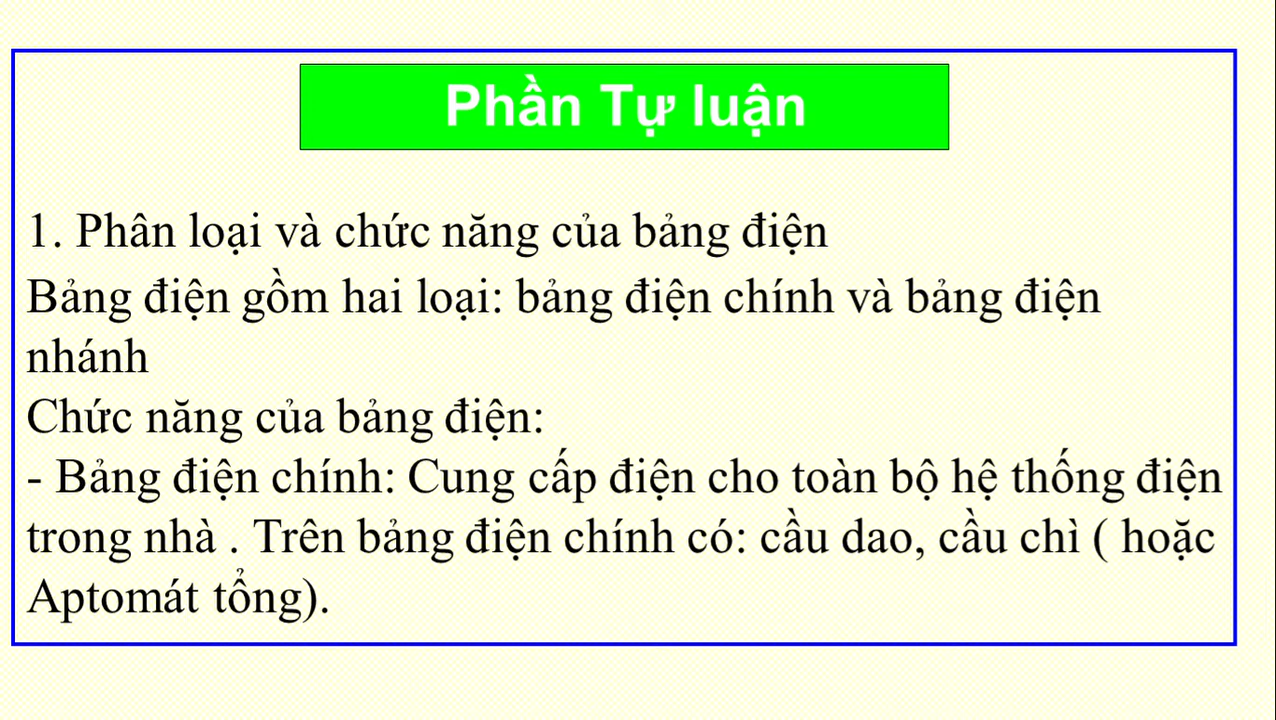 Phần Tự luận
1. Phân loại và chức năng của bảng điện
Bảng điện gồm hai loại: bảng điện chính và bảng điện
nhánh
Chức năng của bảng điện:
- Bảng điện chính: Cung cấp điện cho toàn bộ hệ thống điện
trong nhà . Trên bảng điện chính có: cầu dao, cầu chì ( hoặc
Aptomát tổng).